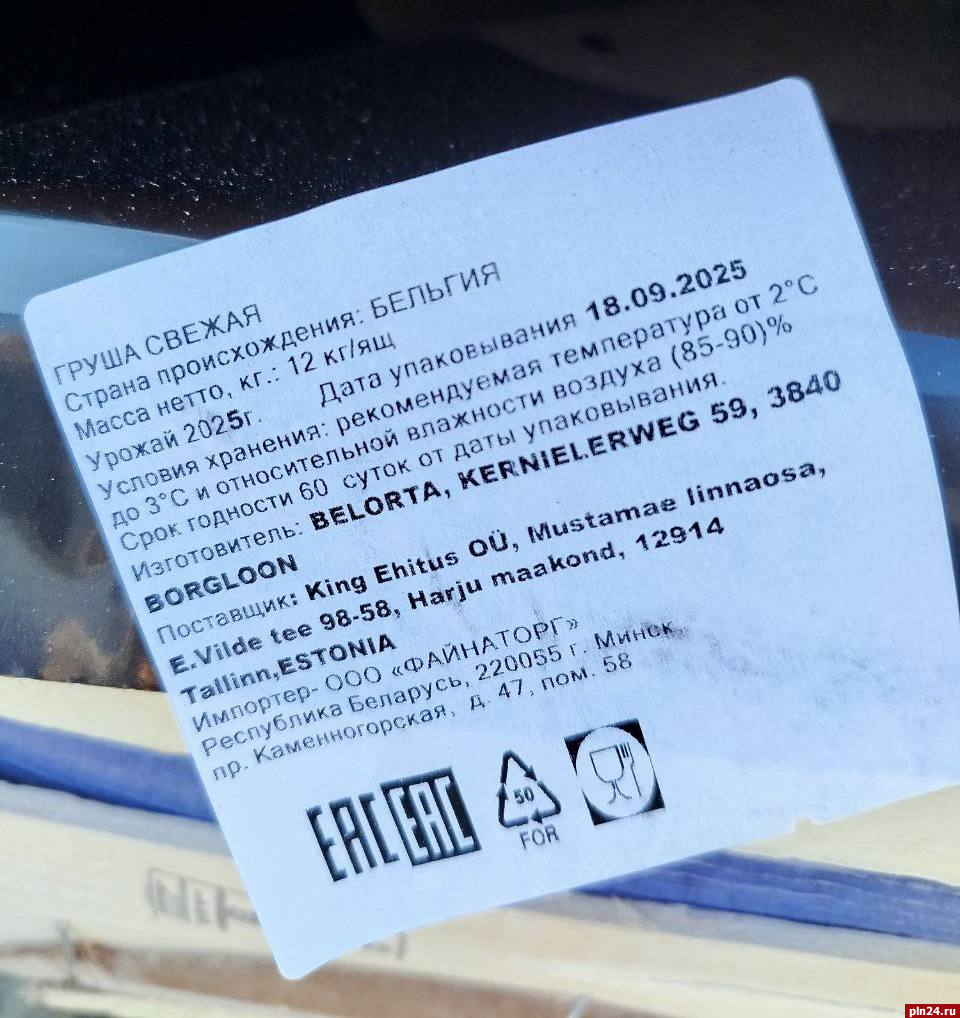 ГРУША СВЕЖАЯ
Страна происхождения: БЕЛЬГИЯ
Масса нетто, кг.: 12 кг/ящ
Урожай 2025г. Дата упаковывания 18.09.2025
Условия хранения: рекомендуемая температура от 2°С
до 3°С и относительной влажности воздуха (85-90)%
Срок годности 60 суток от даты упаковывания.
Изготовитель: BELORTA, KERNIELERWEG 59, 3840
BORGLOON
Поставщик: King Ehitus OÜ, Mustamae linnaosa,
E.Vilde tee 98-58, Harju maakond, 12914
Tallinn,ESTONIA
Импортер- ООО «ФАЙНАТОРГ»
Республика Беларусь, 220055 г. Минск
пр. Каменногорская, д. 47, пом. 58
EAC EAC
50
FOR
pln24.ru